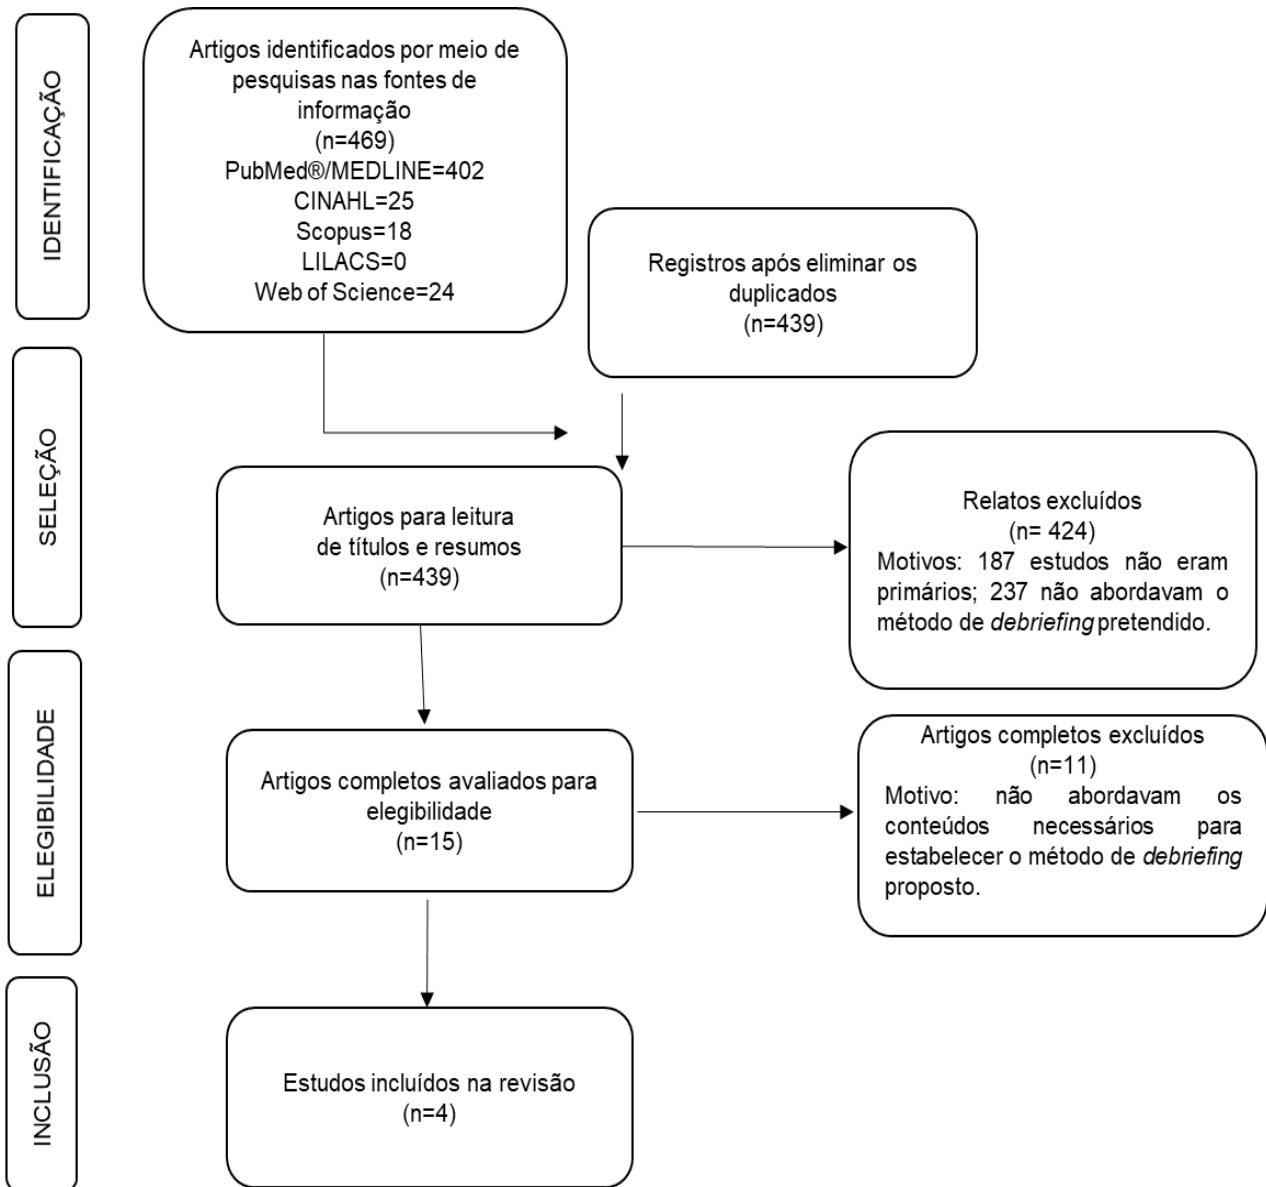 IDENTIFICAÇÃO
Artigos identificados por meio de
pesquisas nas fontes de
informação
(n=469)
PubMed®/MEDLINE=402
CINAHL=25
Scopus=18
LILACS=0
Web of Science=24
Registros após eliminar os
duplicados
(n=439)
SELEÇÃO
Artigos para leitura
de títulos e resumos
(n=439)
Relatos excluídos
(n= 424)
Motivos: 187 estudos não eram
primários; 237 não abordavam o
método de debriefing pretendido.
ELEGIBILIDADE
Artigos completos avaliados para
elegibilidade
(n=15)
Artigos completos excluídos
(n=11)
Motivo: não abordavam os
conteúdos necessários para
estabelecer o método de debriefing
proposto.
INCLUSÃO
Estudos incluídos na revisão
(n=4)